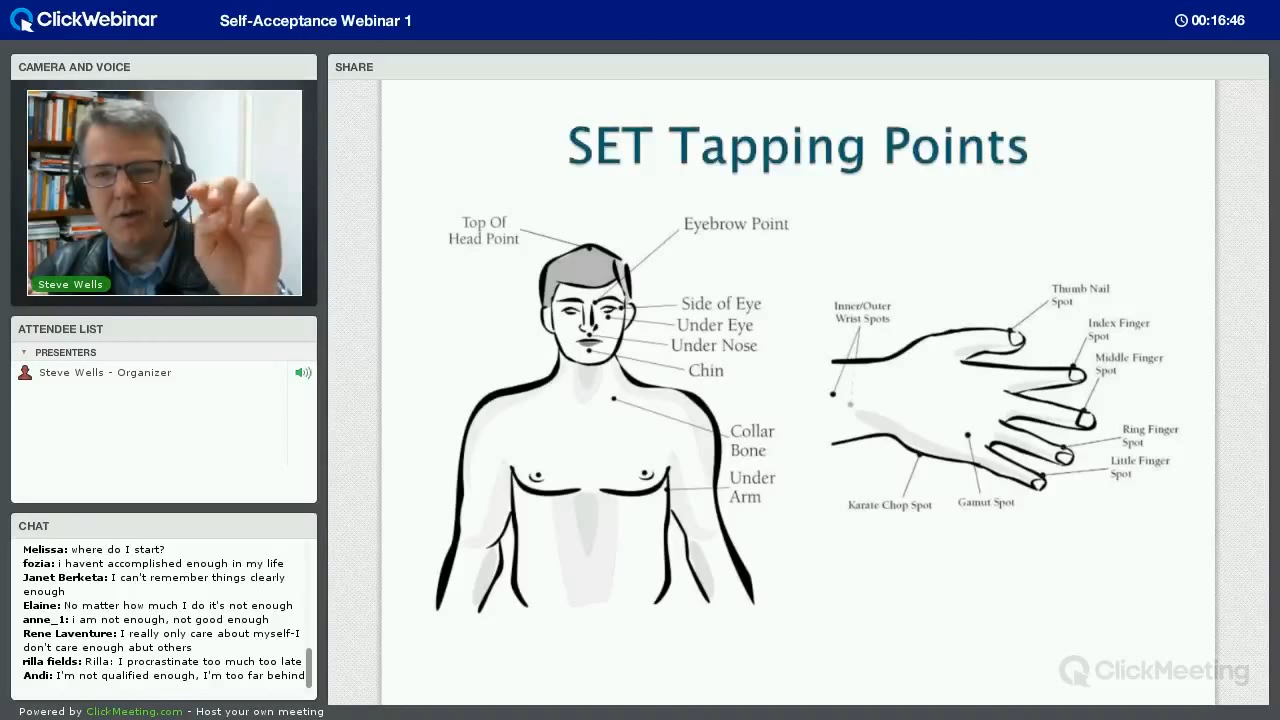 ClickWebinar
Self-Acceptance Webinar 1
00:16:46
CAMERA AND VOICE
Steve Wells
ATTENDEE LIST
PRESENTERS
Steve Wells - Organizer
CHAT
Melissa: where do I start?
fozia: i havent accomplished enough in my life
Janet Berketa: I can't remember things clearly
enough
Elaine: No matter how much I do it's not enough
anne_1: i am not enough, not good enough
Rene Laventure: I really only care about myself-I
don't care enough abut others
rilla fields: rilla: I procrastinate too much too late
Andi: I'm not qualified enough, I'm too far behind
Powered by ClickMeeting.com - Host your own meeting
SHARE
SET Tapping Points
Top Of
Head Point
Eyebrow Point
Side of Eye
Under Eye
Under Nose
Chin
Collar
Bone
Under
Arm
Inner/Outer
Wrist Spots
Thumb Nail
Spot
Index Finger
Spot
Middle Finger
Spot
Ring Finger
Spot
Little Finger
Spot
Karate Chop Spot
Gamut Spot
ClickMeeting